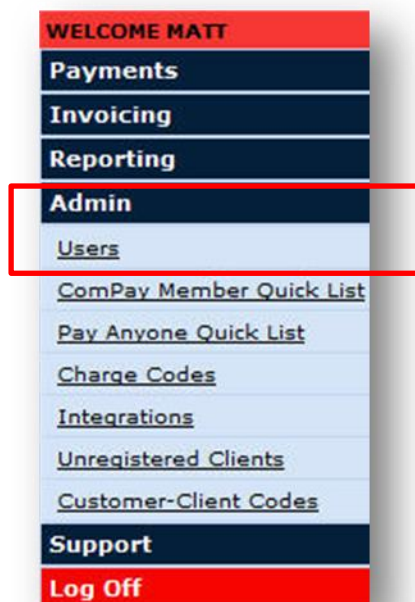 WELCOME MATT
Payments
Invoicing
Reporting
Admin
Users
ComPay Member Quick List
Pay Anyone Quick List
Charge Codes
Integrations
Unregistered Clients
Customer-Client Codes
Support
Log Off